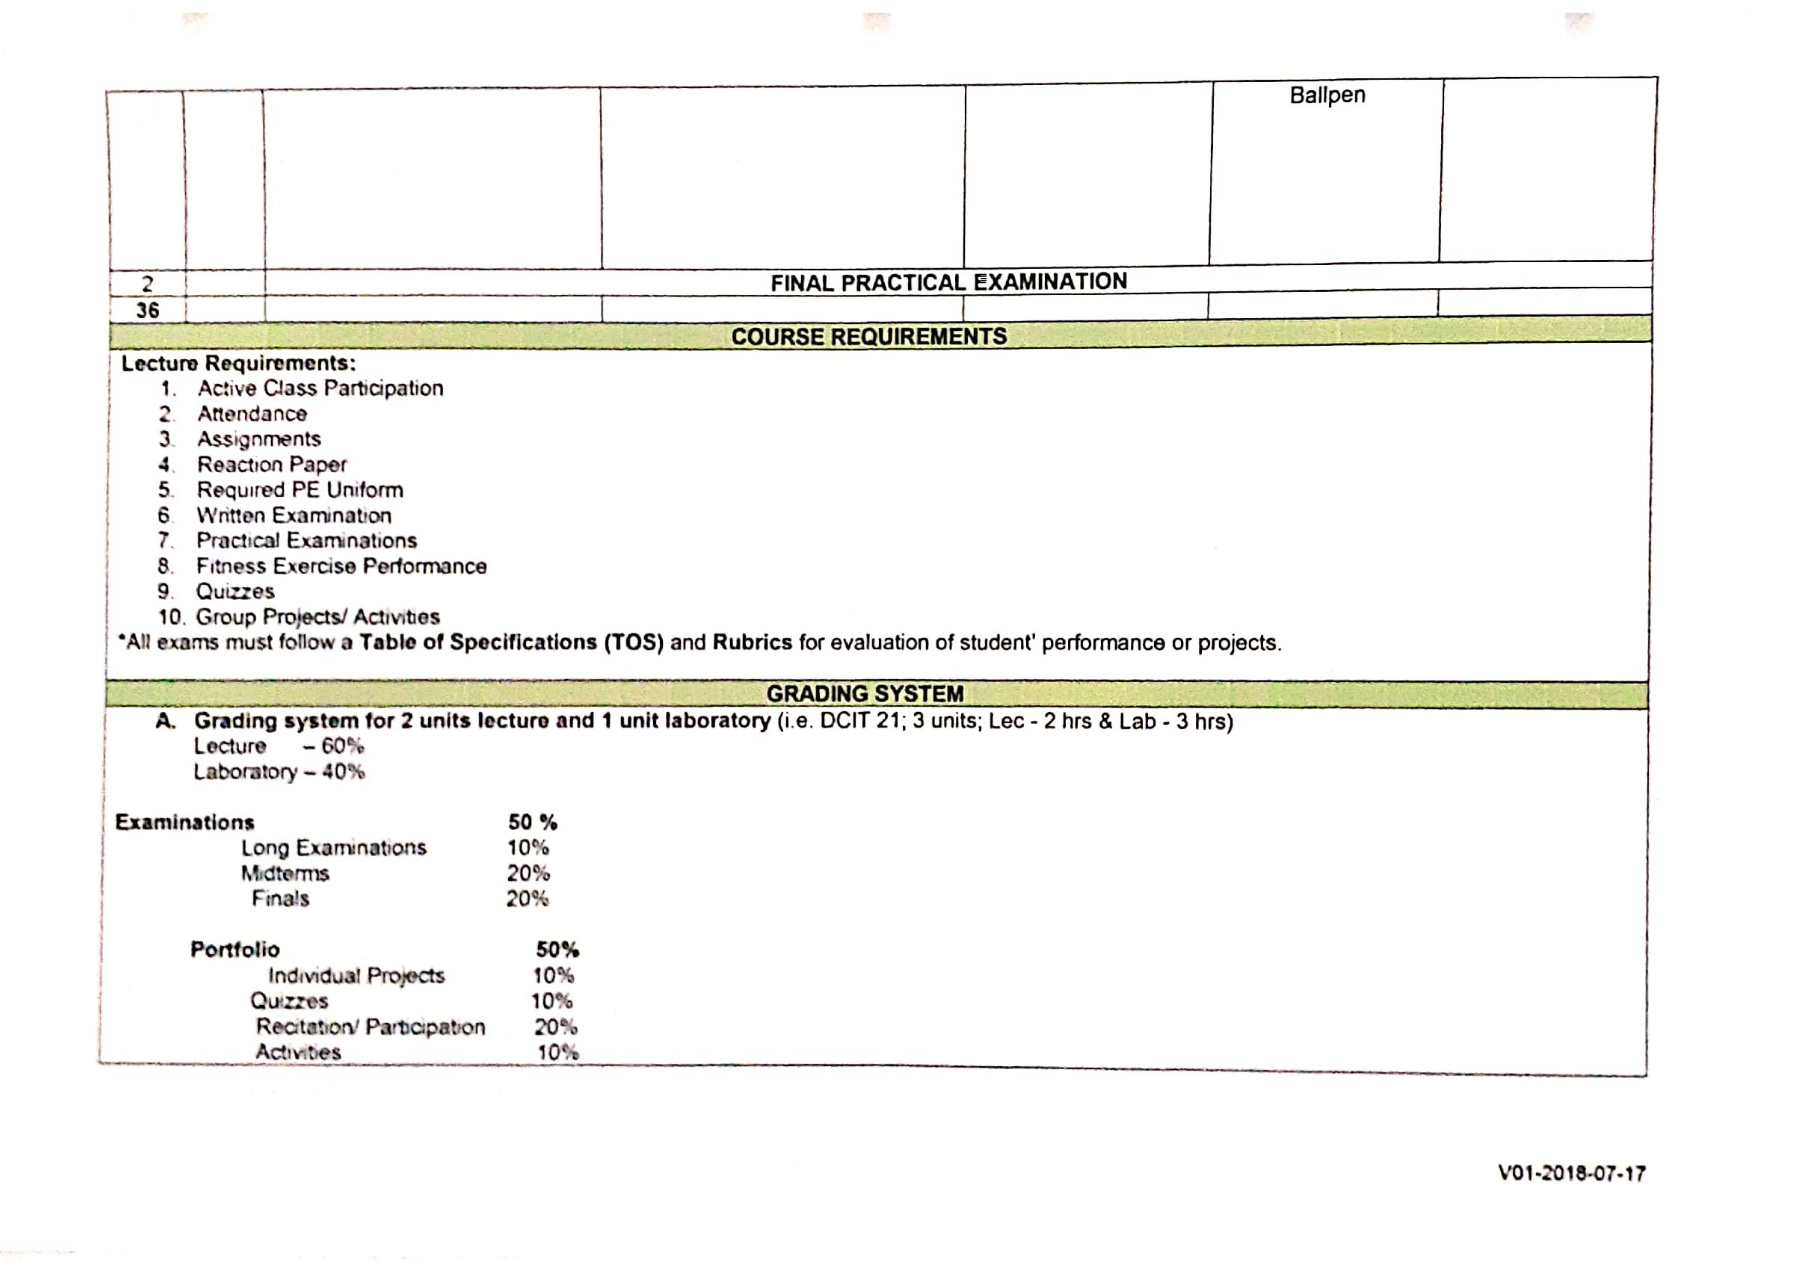 Ballpen
2 FINAL PRACTICAL EXAMINATION
36
COURSE REQUIREMENTS
Lecture Requirements:
1. Active Class Participation
2. Attendance
3. Assignments
4. Reaction Paper
5. Required PE Uniform
6. Written Examination
7. Practical Examinations
8. Fitness Exercise Performance
9. Quizzes
10. Group Projects/ Activities
*All exams must follow a Table of Specifications (TOS) and Rubrics for evaluation of student' performance or projects.
GRADING SYSTEM
A. Grading system for 2 units lecture and 1 unit laboratory (i.e. DCIT 21; 3 units; Lec - 2 hrs & Lab - 3 hrs)
Lecture – 60%
Laboratory – 40%
Examinations 50 %
Long Examinations 10%
Midterms 20%
Finals 20%
Portfolio 50%
Individual Projects 10%
Quizzes 10%
Recitation/ Participation 20%
Activities 10%
V01-2018-07-17